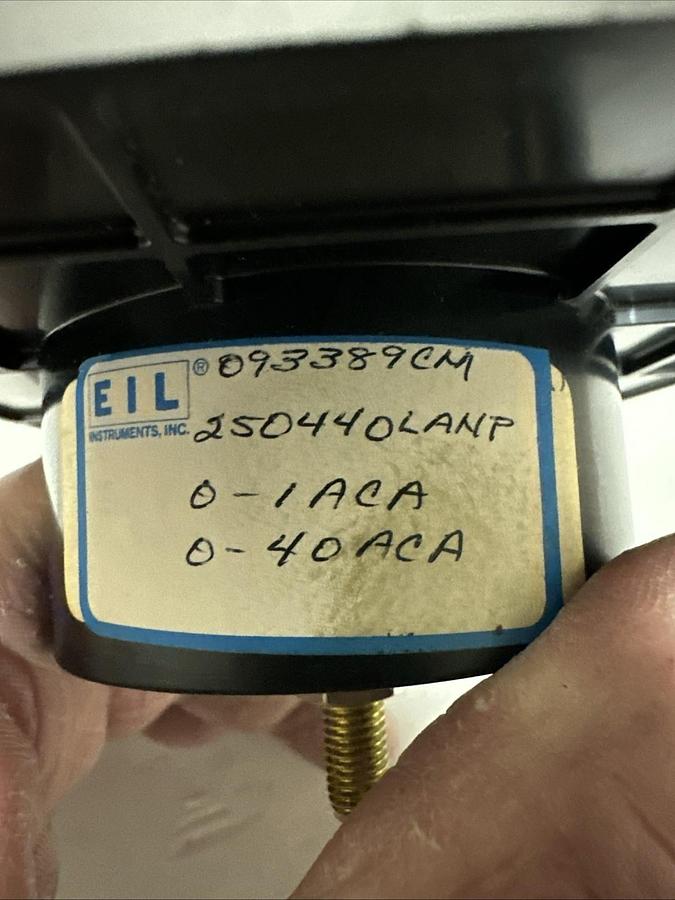 EIL ® 093389CM
INSTRUMENTS, INC. 250440LANP
0-1ACA
0-40ACA